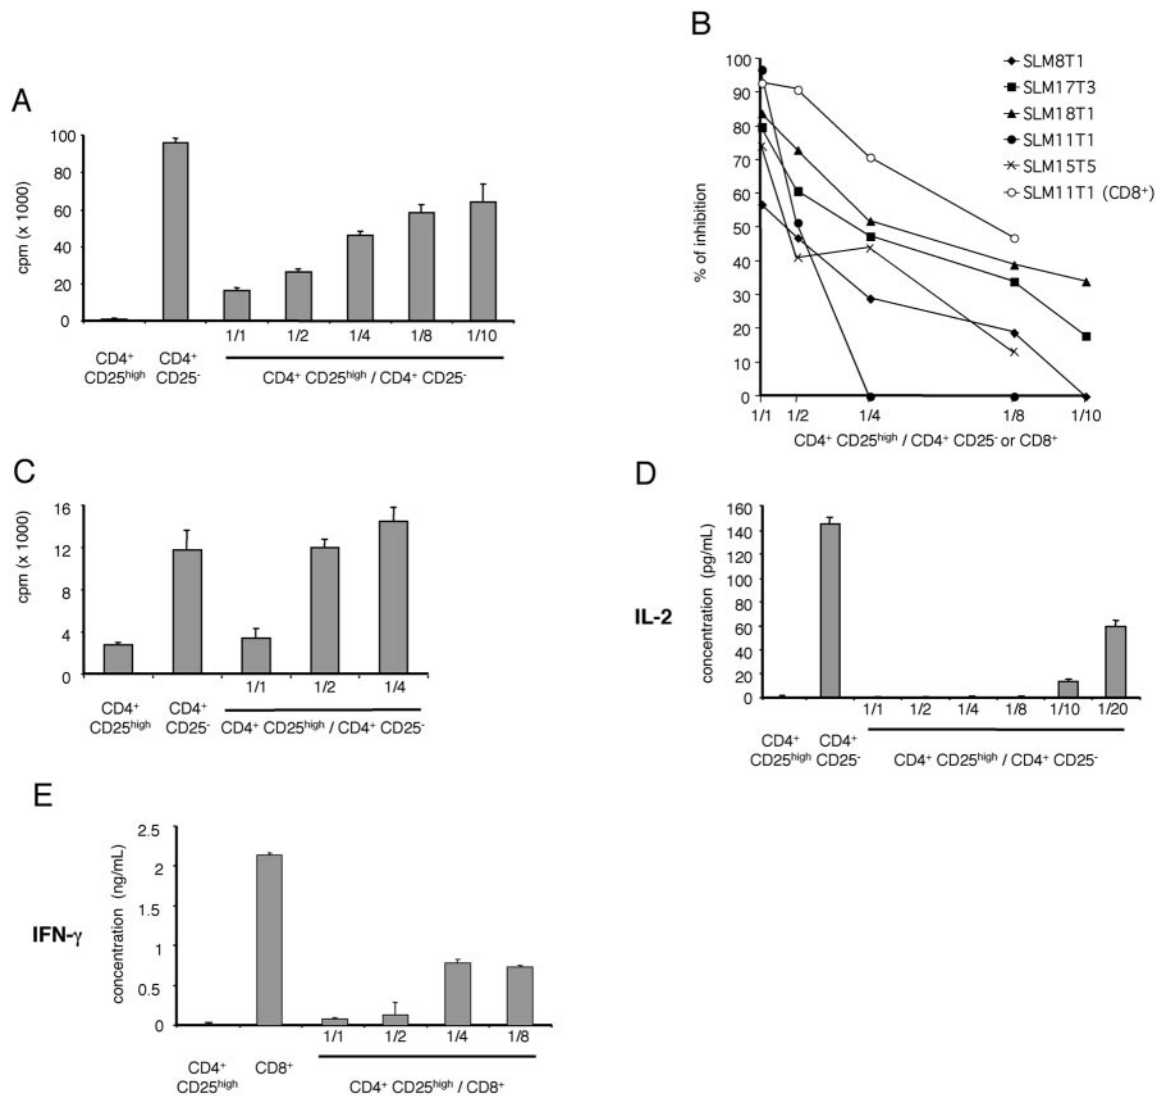 A
cpm (x 1000)
100
80
60
40
20
0
1/1 1/2 1/4 1/8 1/10
CD4⁺ CD25ʰⁱᵍʰ
CD4⁺ CD25⁻
CD4⁺ CD25ʰⁱᵍʰ / CD4⁺ CD25⁻
B
% of inhibition
100
90
80
70
60
50
40
30
20
10
0
SLM8T1
SLM17T3
SLM18T1
SLM11T1
SLM15T5
SLM11T1 (CD8⁺)
1/1 1/2 1/4 1/8 1/10
CD4⁺ CD25ʰⁱᵍʰ / CD4⁺ CD25⁻ or CD8⁺
C
cpm (x 1000)
16
12
8
4
0
1/1 1/2 1/4
CD4⁺ CD25ʰⁱᵍʰ
CD4⁺ CD25⁻
CD4⁺ CD25ʰⁱᵍʰ / CD4⁺ CD25⁻
D
IL-2
concentration (pg/mL)
160
140
120
100
80
60
40
20
0
1/1 1/2 1/4 1/8 1/10 1/20
CD4⁺ CD25ʰⁱᵍʰ
CD4⁺ CD25⁻
CD4⁺ CD25ʰⁱᵍʰ / CD4⁺ CD25⁻
E
IFN-γ
concentration (ng/mL)
2.5
2
1.5
1
0.5
0
1/1 1/2 1/4 1/8
CD4⁺ CD25ʰⁱᵍʰ
CD8⁺
CD4⁺ CD25ʰⁱᵍʰ / CD8⁺